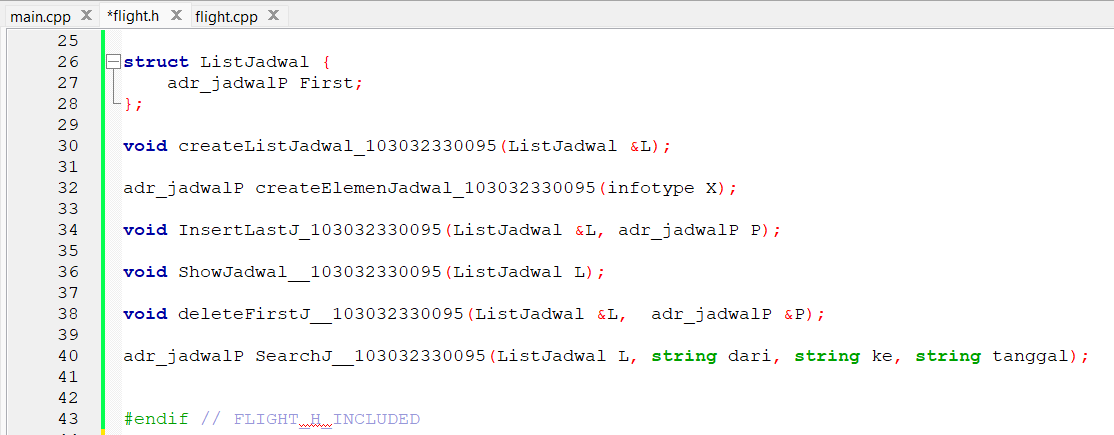 main.cpp *flight.h flight.cpp
25
26 struct ListJadwal {
27     adr_jadwalP First;
28 };
29
30 void createListJadwal_103032330095(ListJadwal &L);
31
32 adr_jadwalP createElemenJadwal_103032330095(infotype X);
33
34 void InsertLastJ_103032330095(ListJadwal &L, adr_jadwalP P);
35
36 void ShowJadwal__103032330095(ListJadwal L);
37
38 void deleteFirstJ__103032330095(ListJadwal &L,  adr_jadwalP &P);
39
40 adr_jadwalP SearchJ__103032330095(ListJadwal L, string dari, string ke, string tanggal);
41
42
43 #endif // FLIGHT_H_INCLUDED